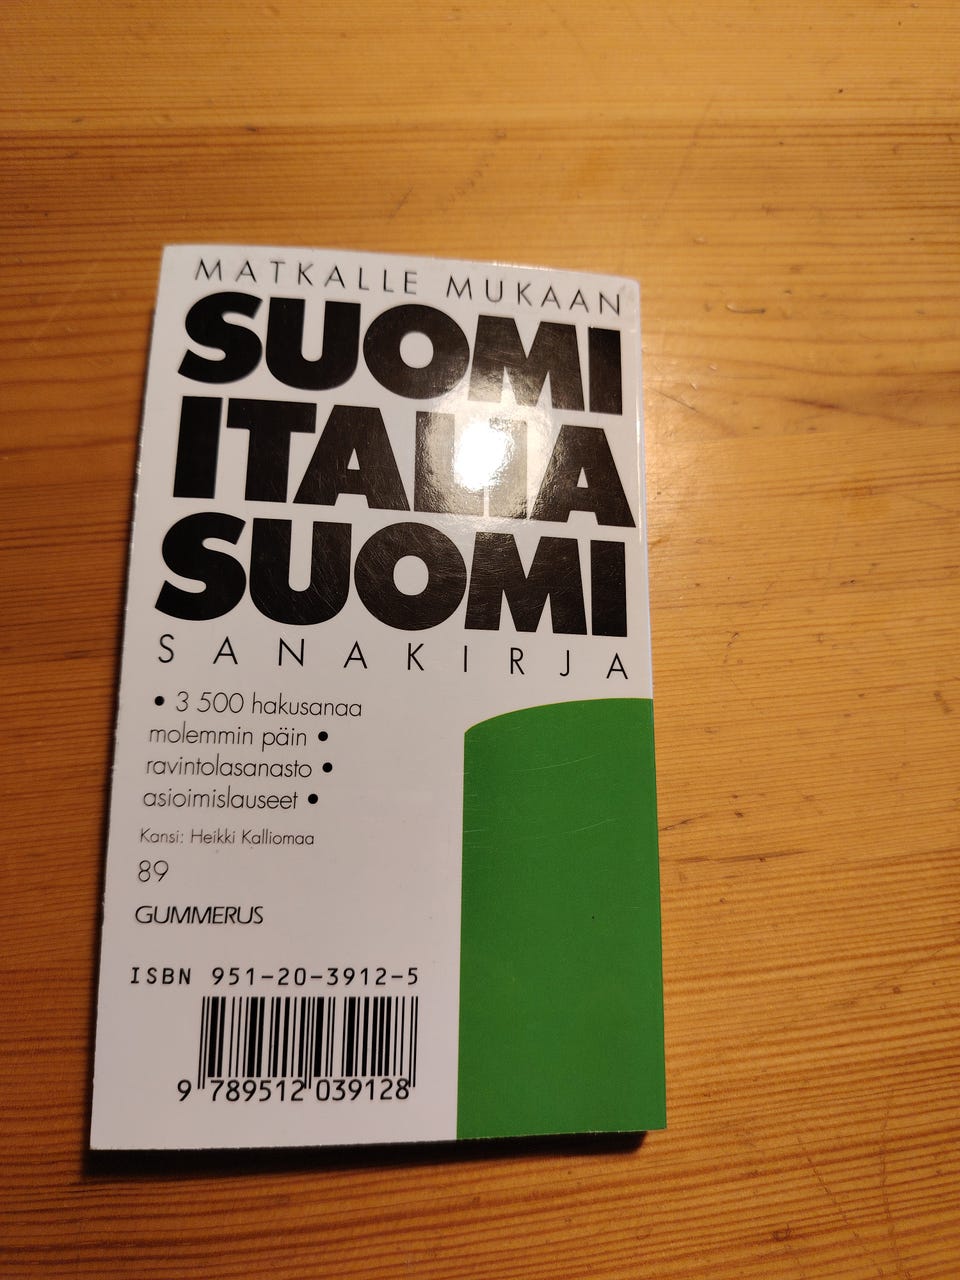 MATKALLE MUKAAN
SUOMI
ITALIA
SUOMI
SANAKIRJA
• 3 500 hakusanaa
molemmin päin •
ravintolasanasto •
asioimislauseet •
Kansi: Heikki Kalliomaa
89
GUMMERUS
ISBN 951-20-3912-5
9 789512 039128